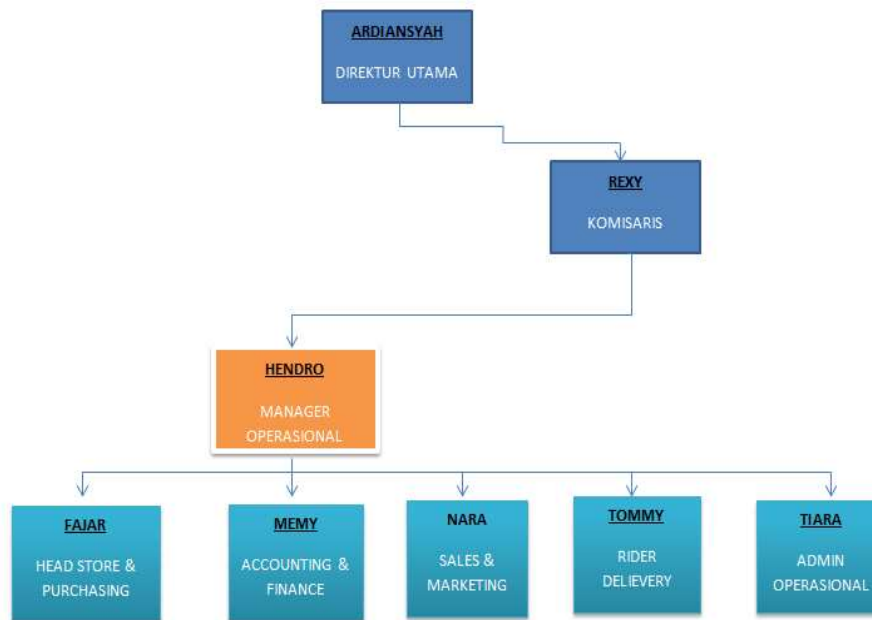 ARDIANSYAH
DIREKTUR UTAMA
REXY
KOMISARIS
HENDRO
MANAGER
OPERASIONAL
FAJAR
HEAD STORE &
PURCHASING
MEMY
ACCOUNTING &
FINANCE
NARA
SALES &
MARKETING
TOMMY
RIDER
DELIEVERY
TIARA
ADMIN
OPERASIONAL